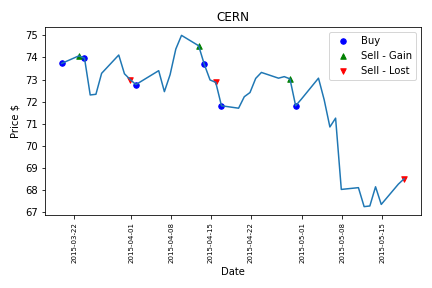 CERN
Buy
Sell - Gain
Sell - Lost
Price $
75
74
73
72
71
70
69
68
67
2015-03-22
2015-04-01
2015-04-08
2015-04-15
2015-04-22
2015-05-01
2015-05-08
2015-05-15
Date